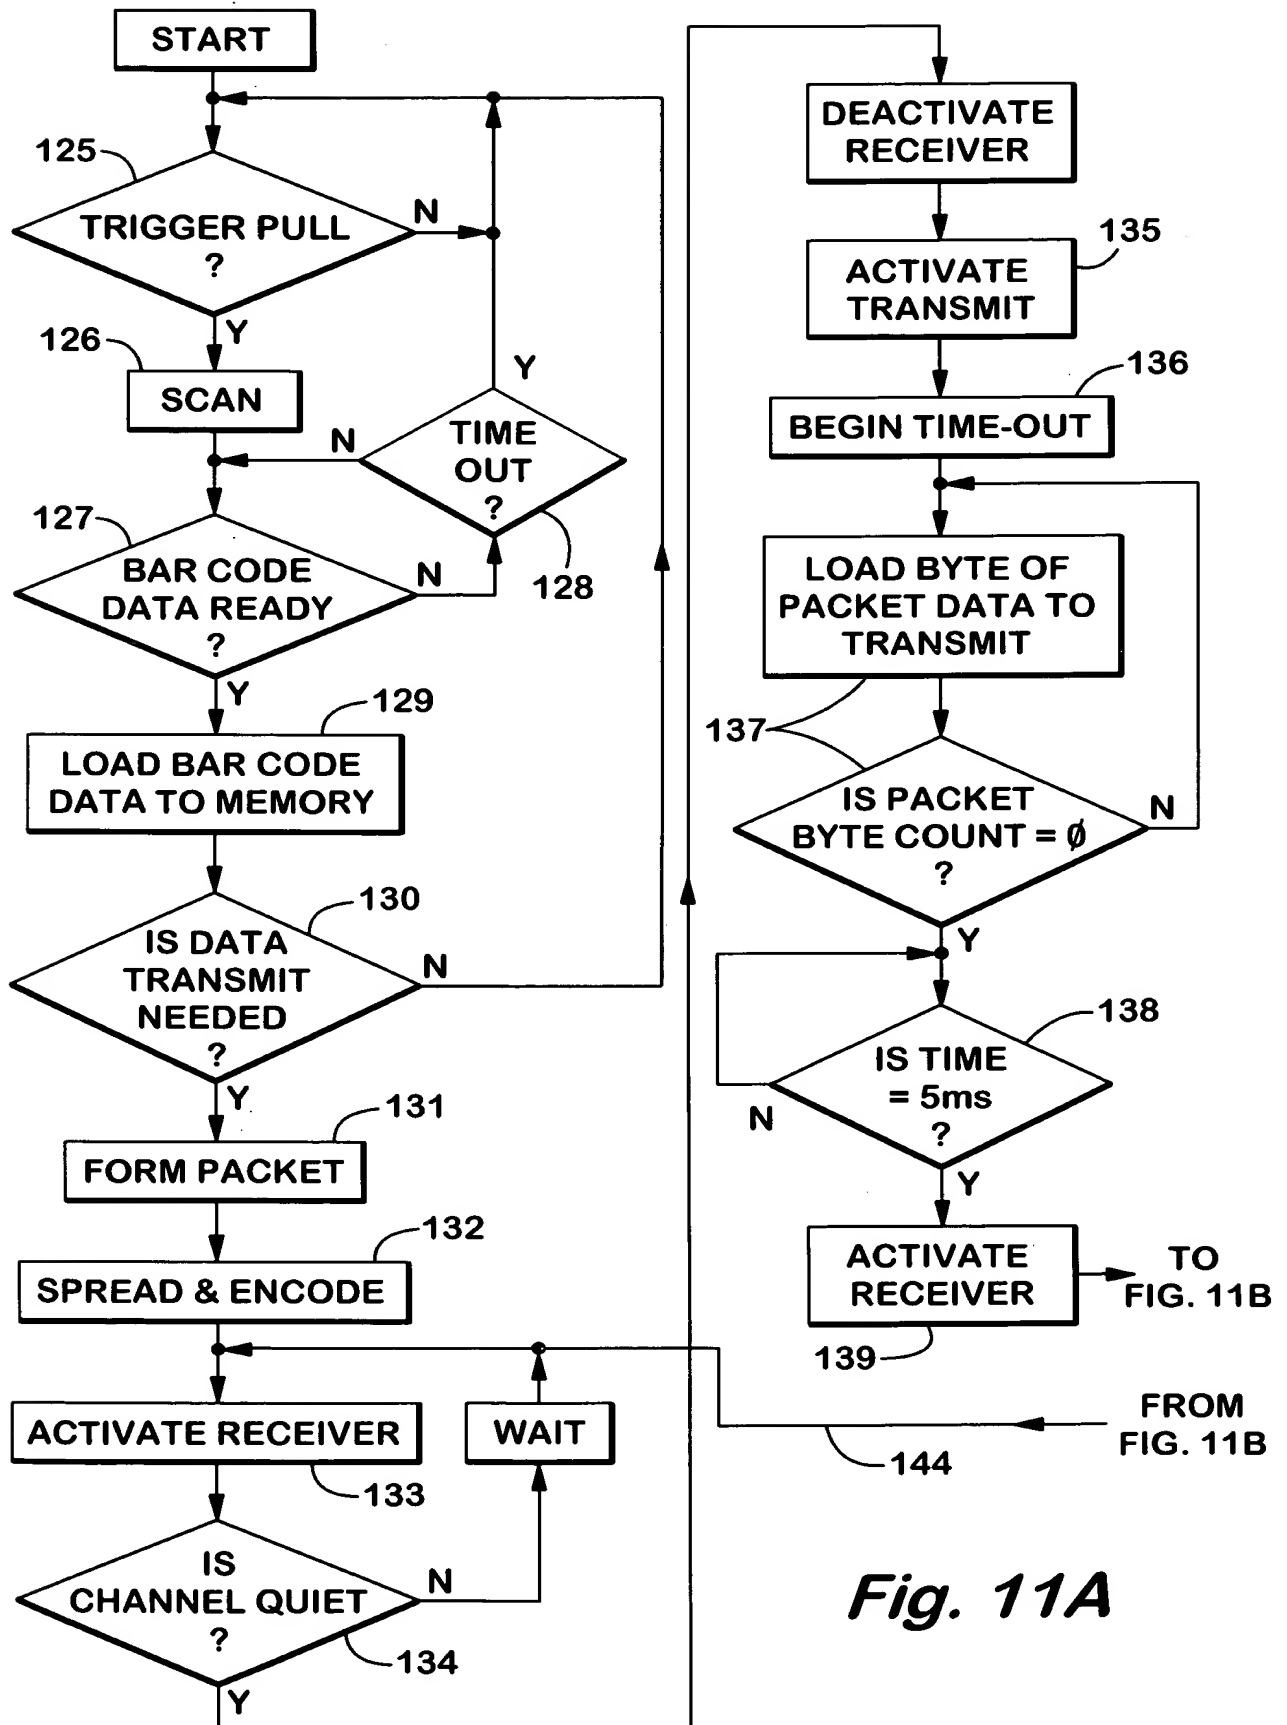 START
125
TRIGGER PULL
?
N
Y
126
SCAN
Y
N
TIME
OUT
?
128
127
BAR CODE
DATA READY
?
N
Y
129
LOAD BAR CODE
DATA TO MEMORY
130
IS DATA
TRANSMIT
NEEDED
?
N
Y
131
FORM PACKET
132
SPREAD & ENCODE
ACTIVATE RECEIVER
133
WAIT
IS
CHANNEL QUIET
?
N
134
Y
DEACTIVATE
RECEIVER
135
ACTIVATE
TRANSMIT
136
BEGIN TIME-OUT
LOAD BYTE OF
PACKET DATA TO
TRANSMIT
137
IS PACKET
BYTE COUNT = Ø
?
N
Y
138
IS TIME
= 5ms
?
N
Y
ACTIVATE
RECEIVER
139
TO
FIG. 11B
FROM
FIG. 11B
144
Fig. 11A